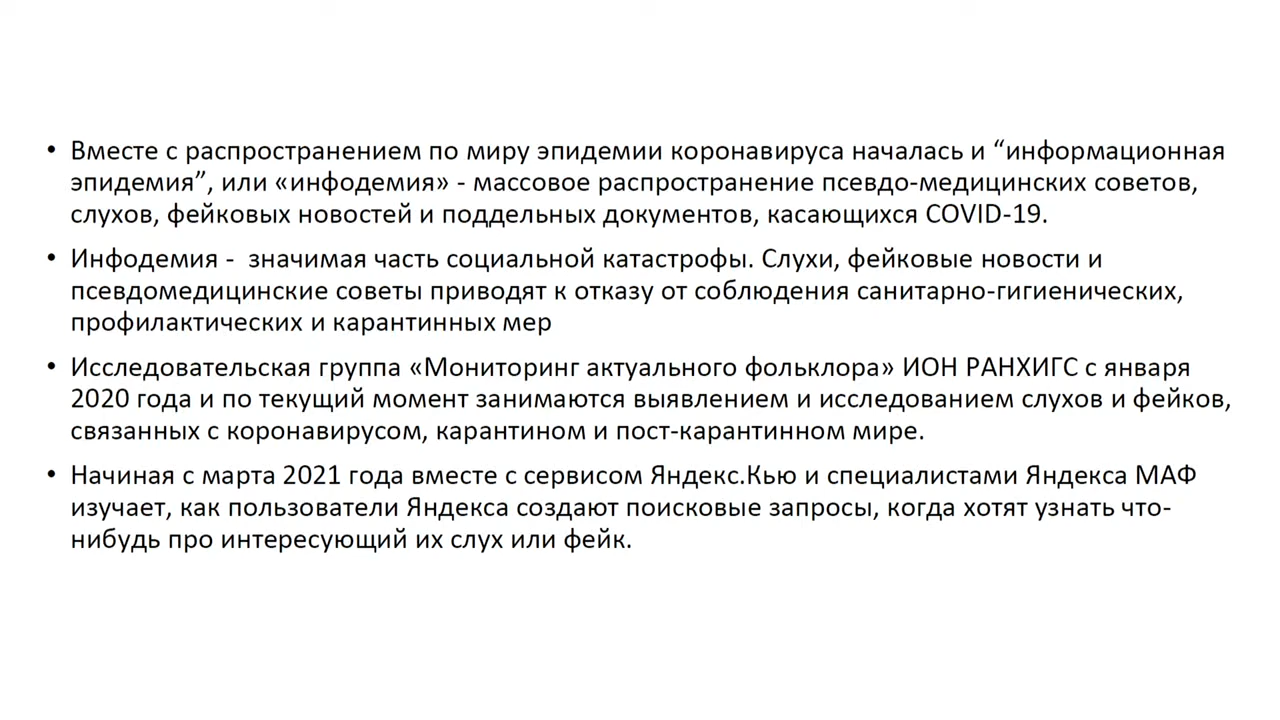 • Вместе с распространением по миру эпидемии коронавируса началась и “информационная
эпидемия”, или «инфодемия» - массовое распространение псевдо-медицинских советов,
слухов, фейковых новостей и поддельных документов, касающихся COVID-19.
• Инфодемия -  значимая часть социальной катастрофы. Слухи, фейковые новости и
псевдомедицинские советы приводят к отказу от соблюдения санитарно-гигиенических,
профилактических и карантинных мер
• Исследовательская группа «Мониторинг актуального фольклора» ИОН РАНХИГС с января
2020 года и по текущий момент занимаются выявлением и исследованием слухов и фейков,
связанных с коронавирусом, карантином и пост-карантинном мире.
• Начиная с марта 2021 года вместе с сервисом Яндекс.Кью и специалистами Яндекса МАФ
изучает, как пользователи Яндекса создают поисковые запросы, когда хотят узнать что-
нибудь про интересующий их слух или фейк.